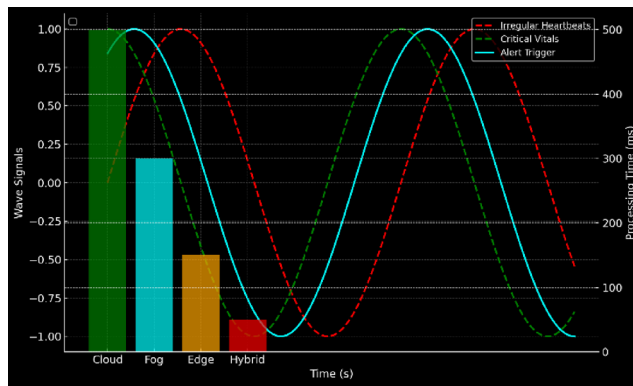 Irregular Heartbeats
Critical Vitals
Alert Trigger
1.00
0.75
0.50
0.25
0.00
−0.25
−0.50
−0.75
−1.00
Wave Signals
500
400
300
200
100
0
Processing Time (ms)
Cloud Fog Edge Hybrid
Time (s)